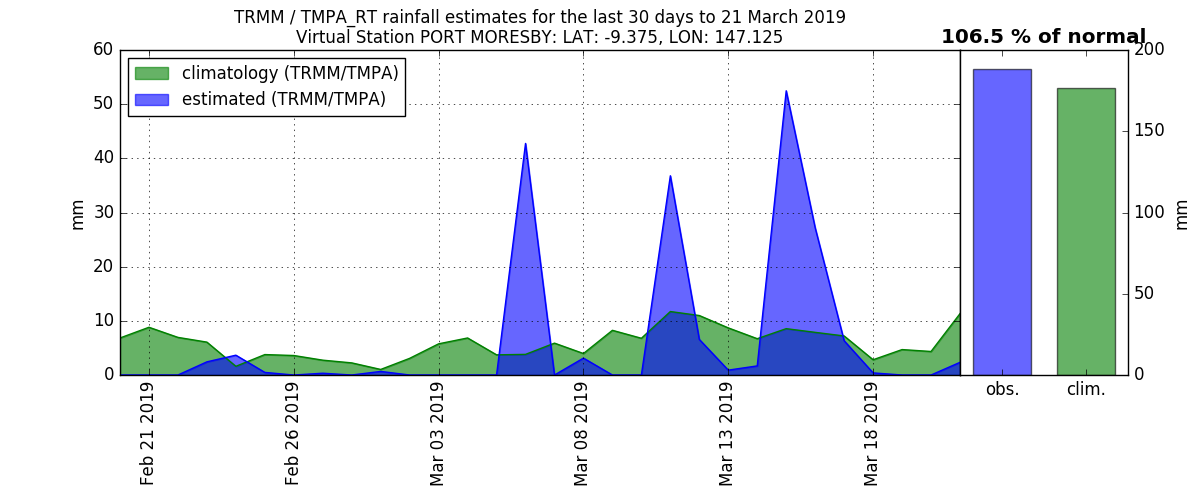 TRMM / TMPA_RT rainfall estimates for the last 30 days to 21 March 2019
Virtual Station PORT MORESBY: LAT: -9.375, LON: 147.125
106.5 % of normal
climatology (TRMM/TMPA)
estimated (TRMM/TMPA)
60
50
40
30
20
10
0
mm
Feb 21 2019
Feb 26 2019
Mar 03 2019
Mar 08 2019
Mar 13 2019
Mar 18 2019
200
150
100
50
0
mm
obs.
clim.